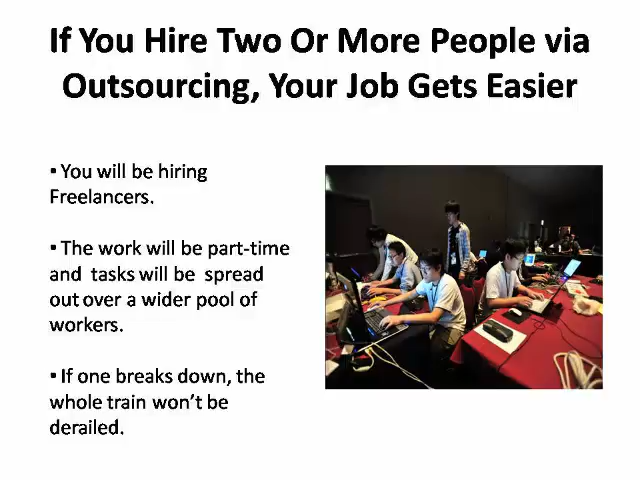 If You Hire Two Or More People via
Outsourcing, Your Job Gets Easier
▪ You will be hiring
Freelancers.
▪ The work will be part-time
and tasks will be spread
out over a wider pool of
workers.
▪ If one breaks down, the
whole train won't be
derailed.